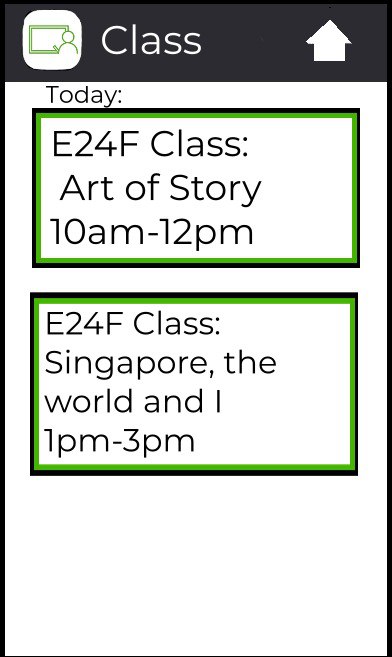 Class
Today:
E24F Class:
Art of Story
10am-12pm
E24F Class:
Singapore, the
world and I
1pm-3pm